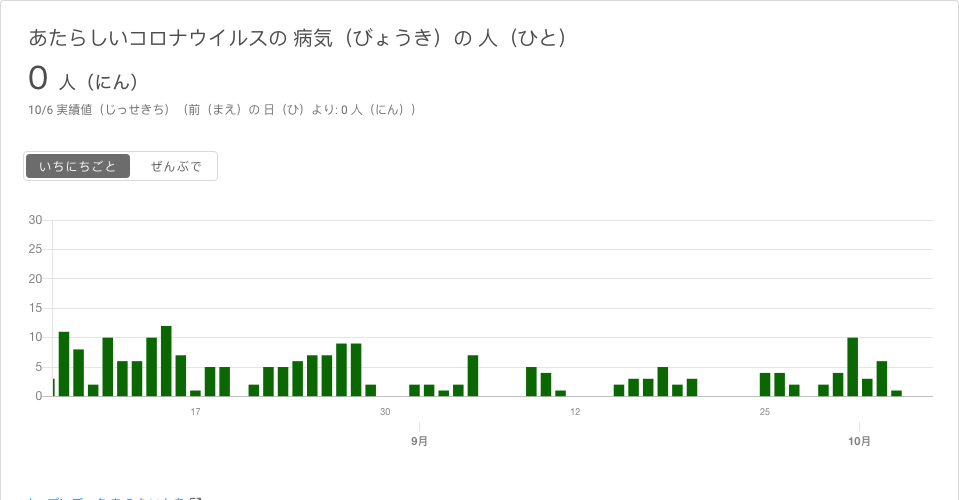 あたらしいコロナウイルスの 病気（びょうき）の 人（ひと）
0 人（にん）
10/6 実績値（じっせきち）（前（まえ）の 日（ひ）より: 0 人（にん））
いちにちごと ぜんぶで
30
25
20
15
10
5
0
17 30 12 25
9月 10月